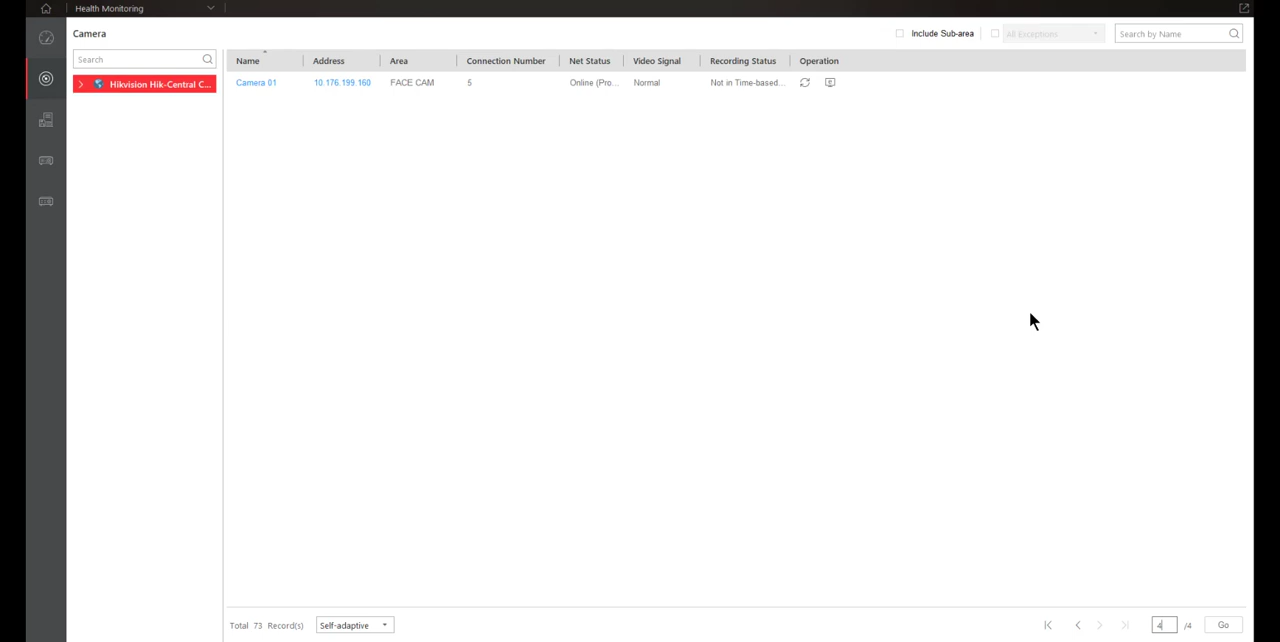 Health Monitoring
Camera
Include Sub-area
All Exceptions
Search by Name
Search
Hikvision Hik-Central C...
Name Address Area Connection Number Net Status Video Signal Recording Status Operation
Camera 01 10.176.199.160 FACE CAM 5 Online (Pro... Normal Not in Time-based...
Total 73 Record(s) Self-adaptive 4 /4 Go